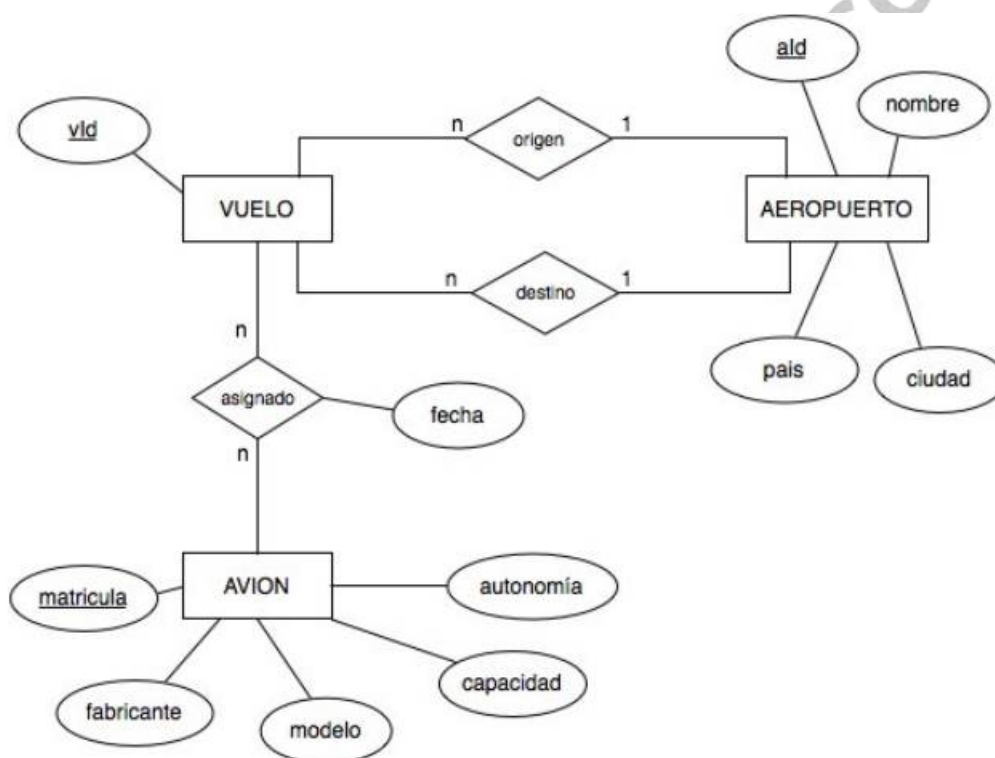 aId
nombre
vId
n
origen
1
VUELO
AEROPUERTO
n
destino
1
n
pais
ciudad
asignado
fecha
n
matricula
AVION
autonomía
capacidad
fabricante
modelo